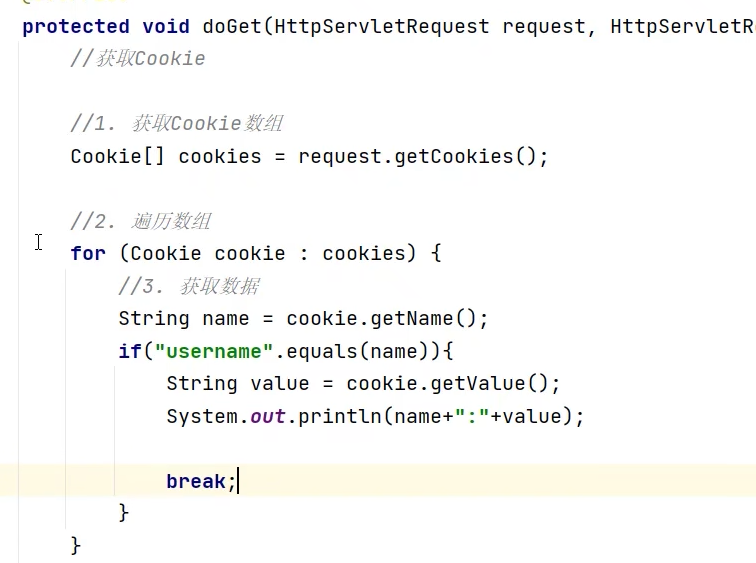 protected void doGet(HttpServletRequest request, HttpServletRe
//获取Cookie
//1. 获取Cookie数组
Cookie[] cookies = request.getCookies();
//2. 遍历数组
for (Cookie cookie : cookies) {
//3. 获取数据
String name = cookie.getName();
if("username".equals(name)){
String value = cookie.getValue();
System.out.println(name+":"+value);
break;
}
}